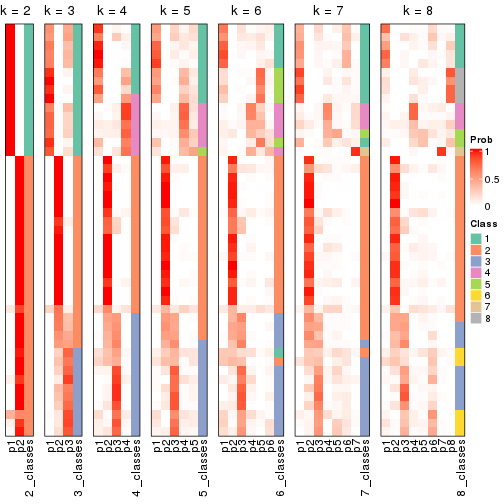 k = 2
k = 3
k = 4
k = 5
k = 6
k = 7
k = 8
Prob
1
0.5
0
Class
1
2
3
4
5
6
7
8
p1
p2
2_classes
p1
p2
p3
3_classes
p1
p2
p3
p4
4_classes
p1
p2
p3
p4
p5
5_classes
p1
p2
p3
p4
p5
p6
6_classes
p1
p2
p3
p4
p5
p6
p7
7_classes
p1
p2
p3
p4
p5
p6
p7
p8
8_classes